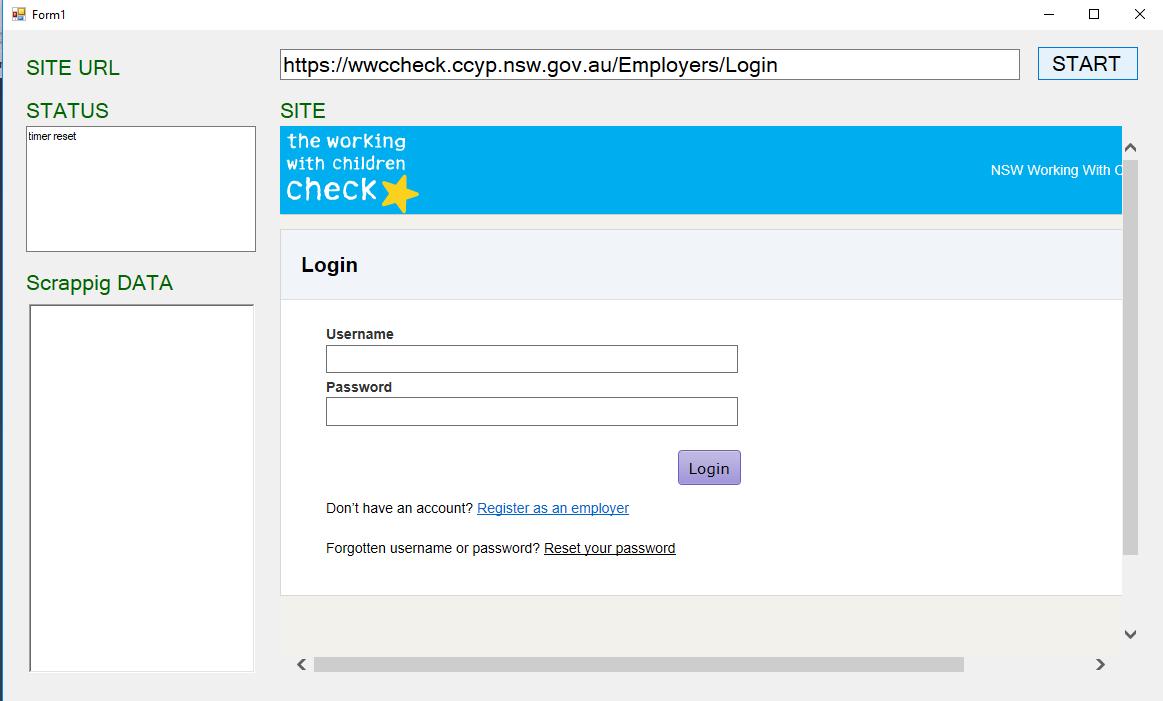 Form1
SITE URL
https://wwccheck.ccyp.nsw.gov.au/Employers/Login
START
STATUS
timer reset
Scrappig DATA
SITE
the working
with children
check
NSW Working With C
Login
Username
Password
Login
Don't have an account? Register as an employer
Forgotten username or password? Reset your password